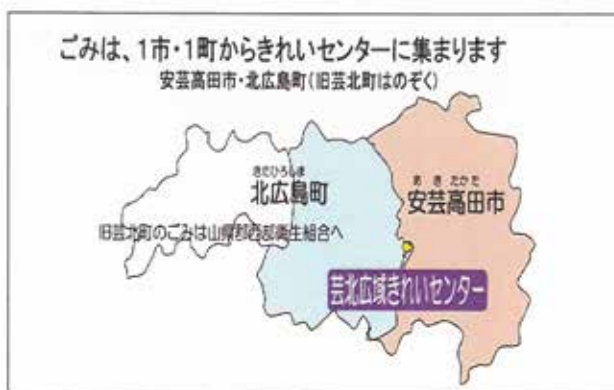 ごみは、1市・1町からきれいセンターに集まります
安芸高田市・北広島町(旧芸北町はのぞく)
きたひろしま
北広島町
あき たかた
安芸高田市
旧芸北町のごみは山県郡西部衛生組合へ
芸北広域きれいセンター